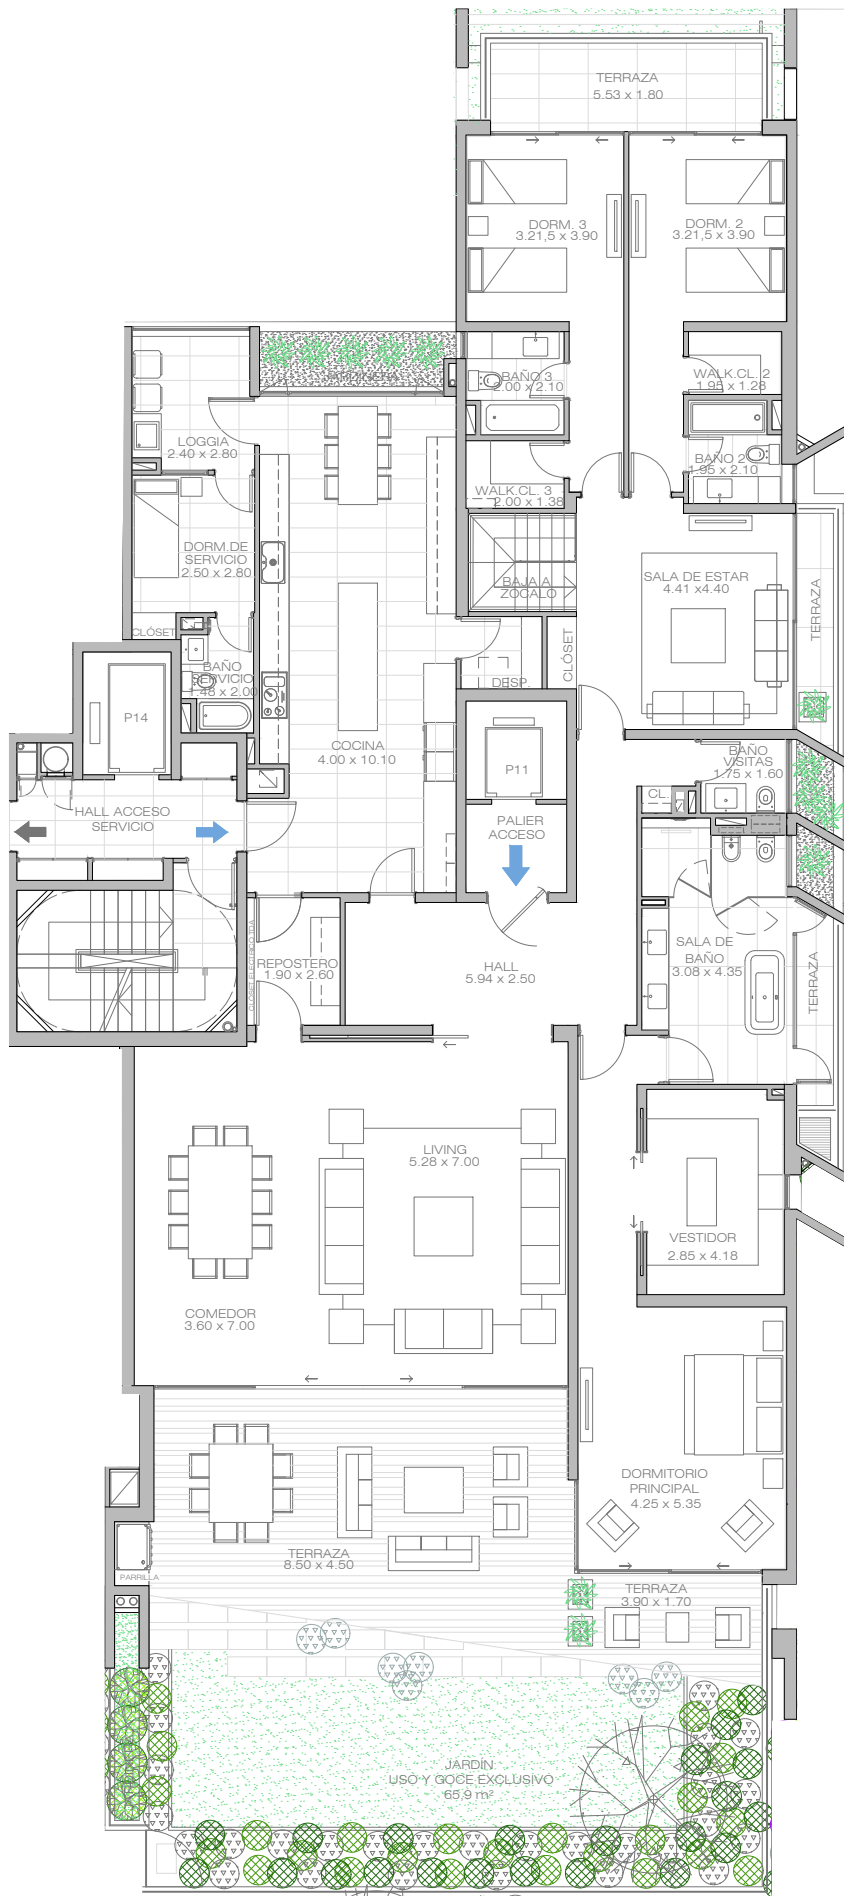 TERRAZA
5.53 x 1.80
DORM. 3
3.21,5 x 3.90
DORM. 2
3.21,5 x 3.90
BAÑO 3
2.00 x 2.10
WALK.CL. 2
1.95 x 1.28
LOGGIA
2.40 x 2.80
BAÑO 2
1.95 x 2.10
WALK.CL. 3
2.00 x 1.38
DORM.DE
SERVICIO
2.50 x 2.80
BAJA A
ZÓCALO
SALA DE ESTAR
4.41 x4.40
TERRAZA
CLÓSET
CLÓSET
BAÑO
SERVICIO
1.48 x 2.00
DESP.
P14
COCINA
4.00 x 10.10
P11
BAÑO
VISITAS
1.75 x 1.60
CL.
HALL ACCESO
SERVICIO
PALIER
ACCESO
SALA DE
BAÑO
3.08 x 4.35
TERRAZA
REPOSTERO
1.90 x 2.60
HALL
5.94 x 2.50
LIVING
5.28 x 7.00
VESTIDOR
2.85 x 4.18
COMEDOR
3.60 x 7.00
DORMITORIO
PRINCIPAL
4.25 x 5.35
TERRAZA
8.50 x 4.50
PARRILLA
TERRAZA
3.90 x 1.70
JARDÍN
USO Y GOCE EXCLUSIVO
65,9 m²